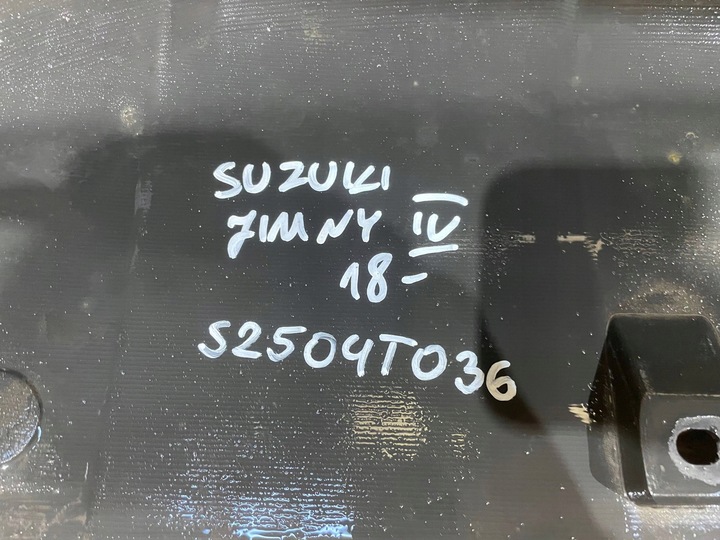 SUZUKI
JIMNY IV
18-
S2504T036